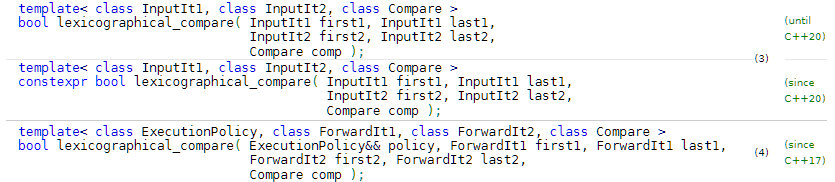 template< class InputIt1, class InputIt2, class Compare >
bool lexicographical_compare( InputIt1 first1, InputIt1 last1,
InputIt2 first2, InputIt2 last2,
Compare comp );
(until
C++20)
(3)
template< class InputIt1, class InputIt2, class Compare >
constexpr bool lexicographical_compare( InputIt1 first1, InputIt1 last1,
InputIt2 first2, InputIt2 last2,
Compare comp );
(since
C++20)
template< class ExecutionPolicy, class ForwardIt1, class ForwardIt2, class Compare >
bool lexicographical_compare( ExecutionPolicy&& policy, ForwardIt1 first1, ForwardIt1 last1,
ForwardIt2 first2, ForwardIt2 last2,
Compare comp );
(4)
(since
C++17)